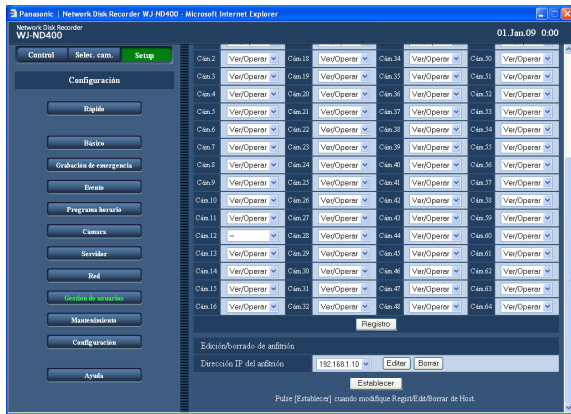 Panasonic | Network Disk Recorder WJ-ND400 - Microsoft Internet Explorer
Network Disk Recorder
WJ-ND400
01.Jan.09 0:00
Control Selec. cam. Setup
Configuración
Rápido
Básico
Grabación de emergencia
Evento
Programa horario
Cámara
Servidor
Red
Gestión de usuarios
Mantenimiento
Configuración
Ayuda
Cám.2 Ver/Operar Cám.18 Ver/Operar Cám.34 Ver/Operar Cám.50 Ver/Operar
Cám.3 Ver/Operar Cám.19 Ver/Operar Cám.35 Ver/Operar Cám.51 Ver/Operar
Cám.4 Ver/Operar Cám.20 Ver/Operar Cám.36 Ver/Operar Cám.52 Ver/Operar
Cám.5 Ver/Operar Cám.21 Ver/Operar Cám.37 Ver/Operar Cám.53 Ver/Operar
Cám.6 Ver/Operar Cám.22 Ver/Operar Cám.38 Ver/Operar Cám.54 Ver/Operar
Cám.7 Ver/Operar Cám.23 Ver/Operar Cám.39 Ver/Operar Cám.55 Ver/Operar
Cám.8 Ver/Operar Cám.24 Ver/Operar Cám.40 Ver/Operar Cám.56 Ver/Operar
Cám.9 Ver/Operar Cám.25 Ver/Operar Cám.41 Ver/Operar Cám.57 Ver/Operar
Cám.10 Ver/Operar Cám.26 Ver/Operar Cám.42 Ver/Operar Cám.58 Ver/Operar
Cám.11 Ver/Operar Cám.27 Ver/Operar Cám.43 Ver/Operar Cám.59 Ver/Operar
Cám.12 -- Cám.28 Ver/Operar Cám.44 Ver/Operar Cám.60 Ver/Operar
Cám.13 Ver/Operar Cám.29 Ver/Operar Cám.45 Ver/Operar Cám.61 Ver/Operar
Cám.14 Ver/Operar Cám.30 Ver/Operar Cám.46 Ver/Operar Cám.62 Ver/Operar
Cám.15 Ver/Operar Cám.31 Ver/Operar Cám.47 Ver/Operar Cám.63 Ver/Operar
Cám.16 Ver/Operar Cám.32 Ver/Operar Cám.48 Ver/Operar Cám.64 Ver/Operar
Registro
Edición/borrado de anfitrión
Dirección IP del anfitrión 192.168.1.10 Editar Borrar
Establecer
Pulse [Establecer] cuando modifique Regist/Edit/Borrar de Host.